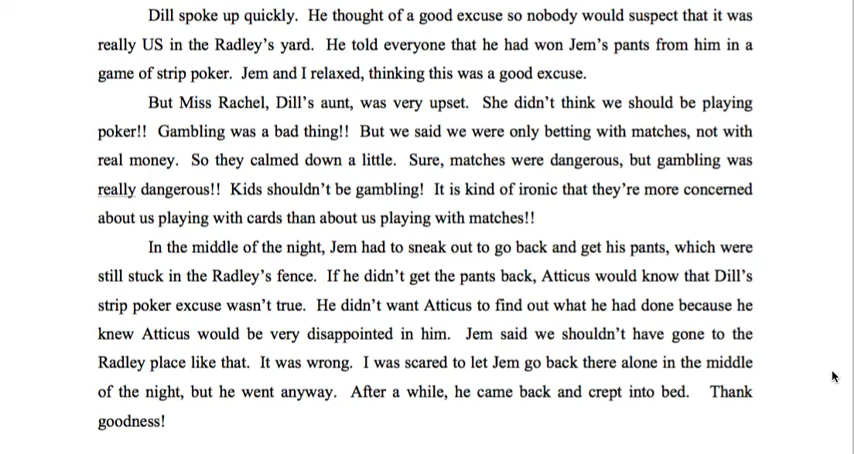 Dill spoke up quickly.  He thought of a good excuse so nobody would suspect that it was
really US in the Radley's yard.  He told everyone that he had won Jem's pants from him in a
game of strip poker.  Jem and I relaxed, thinking this was a good excuse.
But Miss Rachel, Dill's aunt, was very upset.  She didn't think we should be playing
poker!!  Gambling was a bad thing!!  But we said we were only betting with matches, not with
real money.  So they calmed down a little.  Sure, matches were dangerous, but gambling was
really dangerous!!  Kids shouldn't be gambling!  It is kind of ironic that they're more concerned
about us playing with cards than about us playing with matches!!
In the middle of the night, Jem had to sneak out to go back and get his pants, which were
still stuck in the Radley's fence.  If he didn't get the pants back, Atticus would know that Dill's
strip poker excuse wasn't true.  He didn't want Atticus to find out what he had done because he
knew Atticus would be very disappointed in him.  Jem said we shouldn't have gone to the
Radley place like that.  It was wrong.  I was scared to let Jem go back there alone in the middle
of the night, but he went anyway.  After a while, he came back and crept into bed.  Thank
goodness!